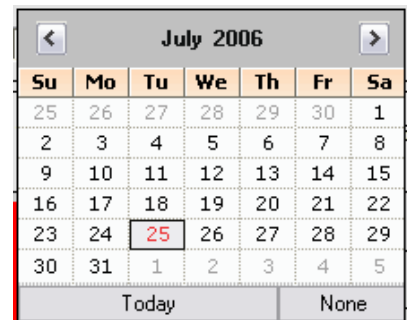 < July 2006 >
Su Mo Tu We Th Fr Sa
25 26 27 28 29 30 1
2 3 4 5 6 7 8
9 10 11 12 13 14 15
16 17 18 19 20 21 22
23 24 25 26 27 28 29
30 31 1 2 3 4 5
Today None